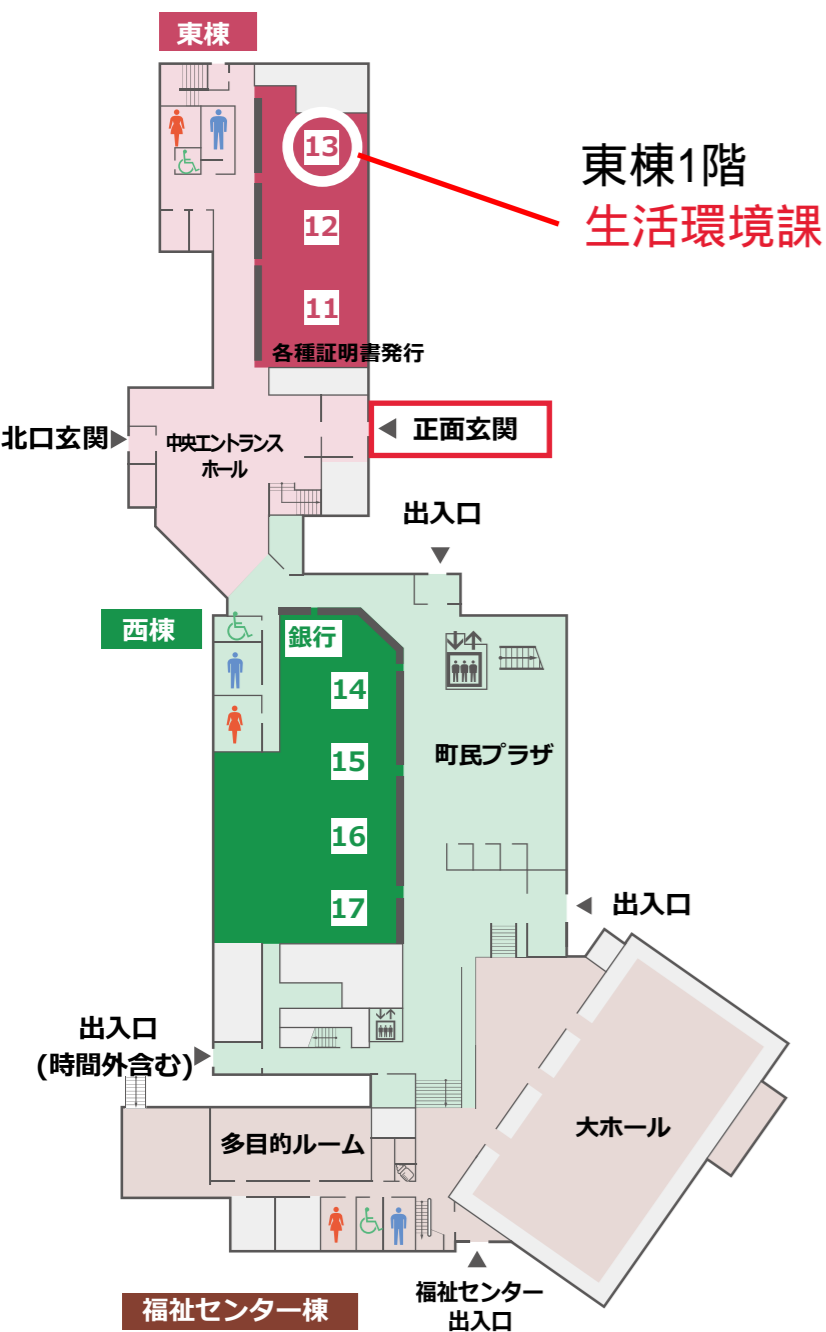 東棟
13
東棟1階
生活環境課
12
11
各種証明書発行
北口玄関
中央エントランス
ホール
正面玄関
出入口
西棟
銀行
14
15
町民プラザ
16
17
出入口
出入口
(時間外含む)
大ホール
多目的ルーム
福祉センター棟
福祉センター
出入口